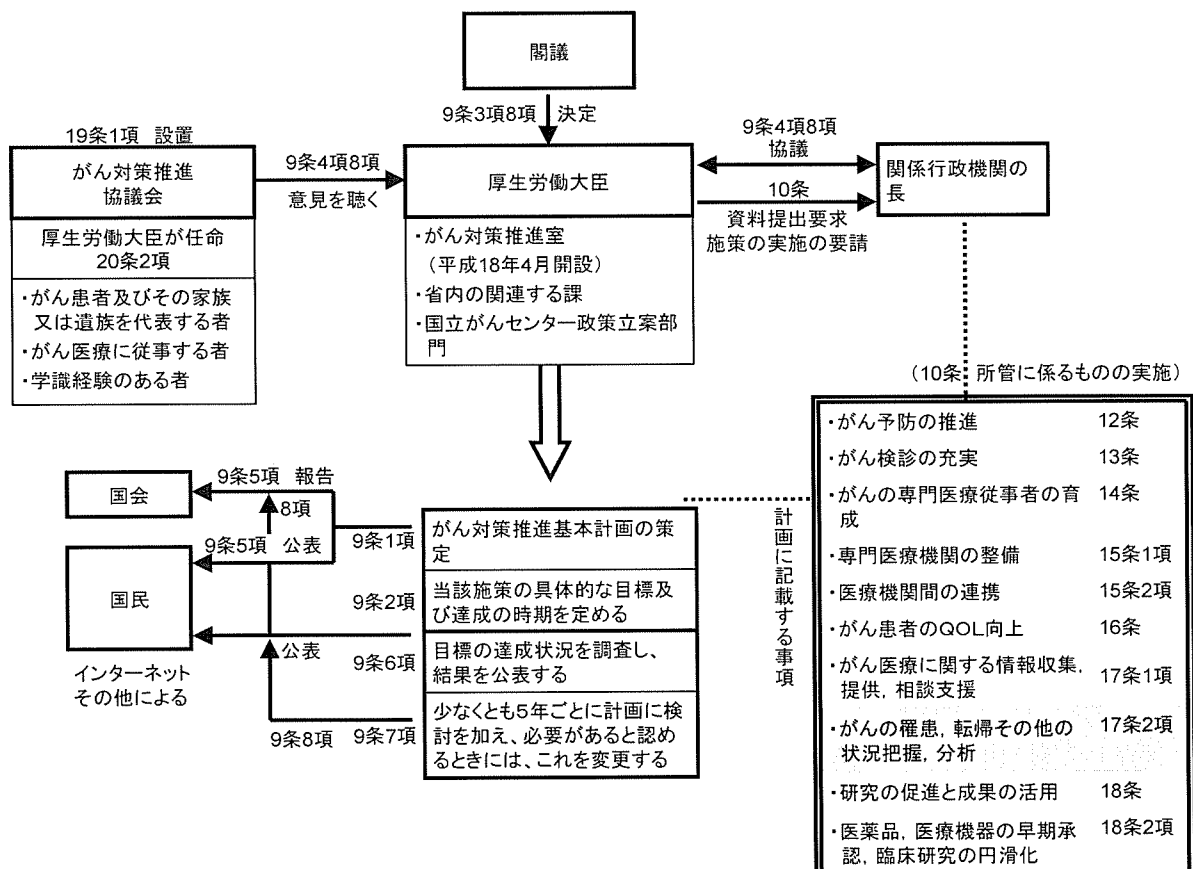 閣議
9条3項8項 決定
19条1項 設置
がん対策推進
協議会
厚生労働大臣が任命
20条2項
・がん患者及びその家族
又は遺族を代表する者
・がん医療に従事する者
・学識経験のある者
9条4項8項
意見を聴く
厚生労働大臣
・がん対策推進室
(平成18年4月開設)
・省内の関連する課
・国立がんセンター政策立案部
門
9条4項8項
協議
10条
資料提出要求
施策の実施の要請
関係行政機関の
長
(10条 所管に係るものの実施)
国会
9条5項 報告
8項
9条5項 公表
国民
公表
インターネット
その他による
9条1項
がん対策推進基本計画の策
定
9条2項
当該施策の具体的な目標及
び達成の時期を定める
9条6項
目標の達成状況を調査し、
結果を公表する
9条8項 9条7項
少なくとも5年ごとに計画に検
討を加え、必要があると認め
るときには、これを変更する
計画に記載する事項
・がん予防の推進 12条
・がん検診の充実 13条
・がんの専門医療従事者の育 14条
成
・専門医療機関の整備 15条1項
・医療機関間の連携 15条2項
・がん患者のQOL向上 16条
・がん医療に関する情報収集, 17条1項
提供, 相談支援
・がんの罹患, 転帰その他の 17条2項
状況把握, 分析
・研究の促進と成果の活用 18条
・医薬品, 医療機器の早期承 18条2項
認, 臨床研究の円滑化